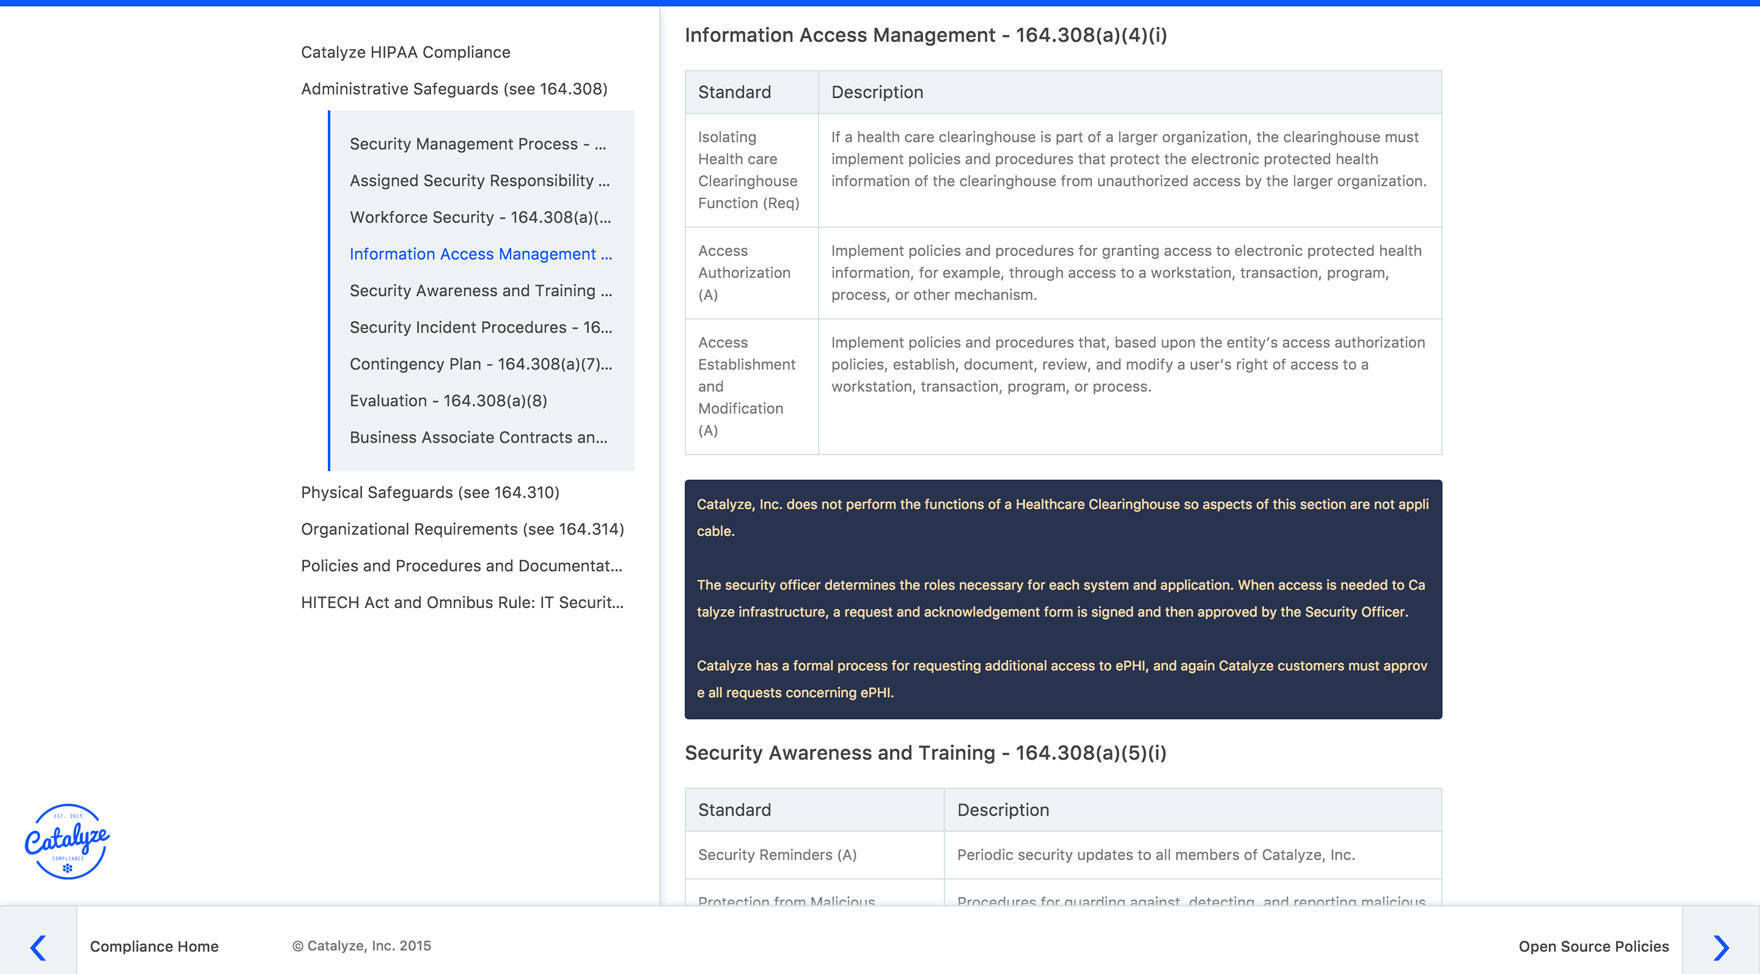 Catalyze HIPAA Compliance
Administrative Safeguards (see 164.308)
Security Management Process - ...
Assigned Security Responsibility ...
Workforce Security - 164.308(a)(...
Information Access Management ...
Security Awareness and Training ...
Security Incident Procedures - 16...
Contingency Plan - 164.308(a)(7)...
Evaluation - 164.308(a)(8)
Business Associate Contracts an...
Physical Safeguards (see 164.310)
Organizational Requirements (see 164.314)
Policies and Procedures and Documentat...
HITECH Act and Omnibus Rule: IT Securit...
EST. 2015
Catalyze
COMPLIANCE
Information Access Management - 164.308(a)(4)(i)
Standard
Description
Isolating
Health care
Clearinghouse
Function (Req)
If a health care clearinghouse is part of a larger organization, the clearinghouse must
implement policies and procedures that protect the electronic protected health
information of the clearinghouse from unauthorized access by the larger organization.
Access
Authorization
(A)
Implement policies and procedures for granting access to electronic protected health
information, for example, through access to a workstation, transaction, program,
process, or other mechanism.
Access
Establishment
and
Modification
(A)
Implement policies and procedures that, based upon the entity's access authorization
policies, establish, document, review, and modify a user's right of access to a
workstation, transaction, program, or process.
Catalyze, Inc. does not perform the functions of a Healthcare Clearinghouse so aspects of this section are not appli
cable.
The security officer determines the roles necessary for each system and application. When access is needed to Ca
talyze infrastructure, a request and acknowledgement form is signed and then approved by the Security Officer.
Catalyze has a formal process for requesting additional access to ePHI, and again Catalyze customers must approv
e all requests concerning ePHI.
Security Awareness and Training - 164.308(a)(5)(i)
Standard
Description
Security Reminders (A)
Periodic security updates to all members of Catalyze, Inc.
Protection from Malicious
Procedures for guarding against, detecting, and reporting malicious
Compliance Home
© Catalyze, Inc. 2015
Open Source Policies